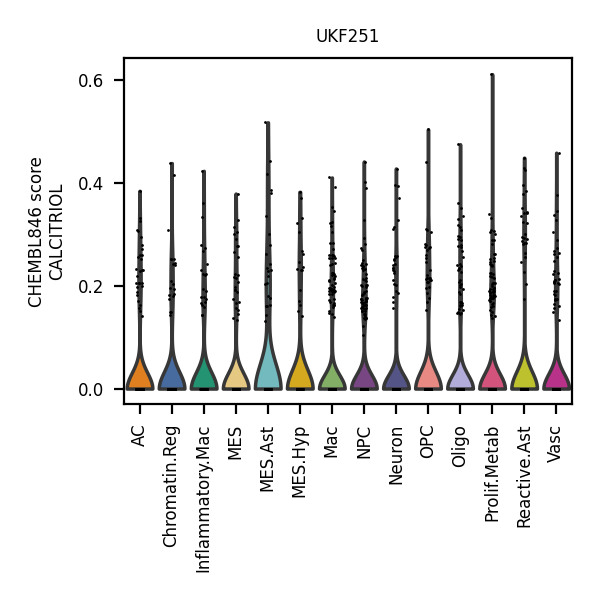 UKF251
CHEMBL846 score
CALCITRIOL
0.6
0.4
0.2
0.0
AC
Chromatin.Reg
Inflammatory.Mac
MES
MES.Ast
MES.Hyp
Mac
NPC
Neuron
OPC
Oligo
Prolif.Metab
Reactive.Ast
Vasc